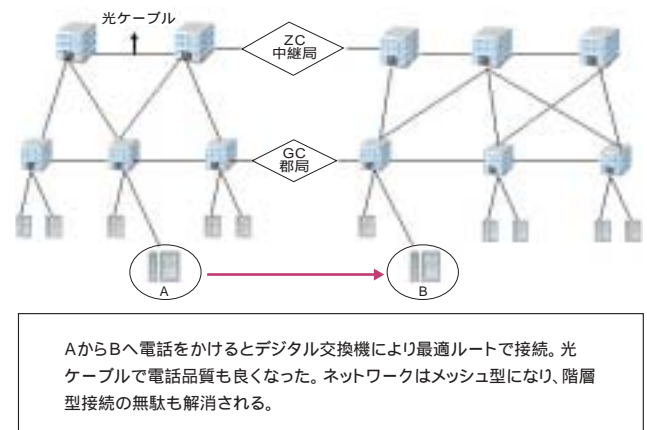 光ケーブル
ZC
中継局
GC
郡局
A
B
AからBへ電話をかけるとデジタル交換機により最適ルートで接続。光
ケーブルで電話品質も良くなった。ネットワークはメッシュ型になり、階層
型接続の無駄も解消される。